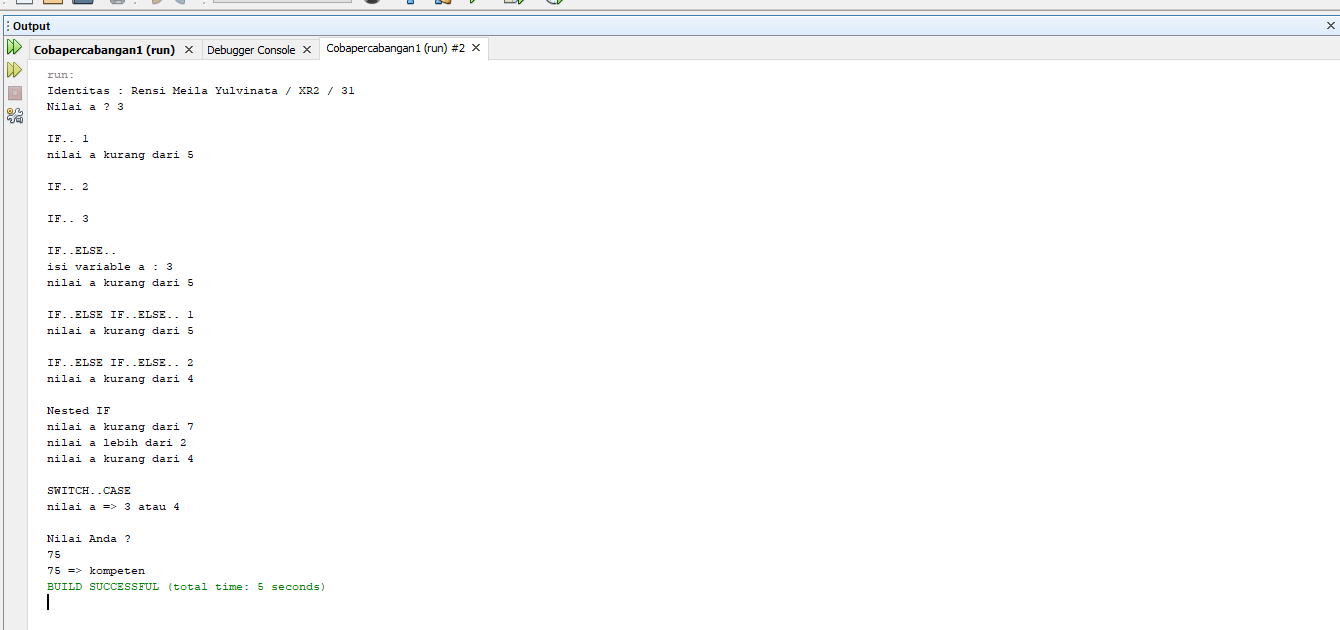 Output
Cobapercabangan1 (run)
Debugger Console
Cobapercabangan1 (run) #2
run:
Identitas : Rensi Meila Yulvinata / XR2 / 31
Nilai a ? 3
IF.. 1
nilai a kurang dari 5
IF.. 2
IF.. 3
IF..ELSE..
isi variable a : 3
nilai a kurang dari 5
IF..ELSE IF..ELSE.. 1
nilai a kurang dari 5
IF..ELSE IF..ELSE.. 2
nilai a kurang dari 4
Nested IF
nilai a kurang dari 7
nilai a lebih dari 2
nilai a kurang dari 4
SWITCH..CASE
nilai a => 3 atau 4
Nilai Anda ?
75
75 => kompeten
BUILD SUCCESSFUL (total time: 5 seconds)